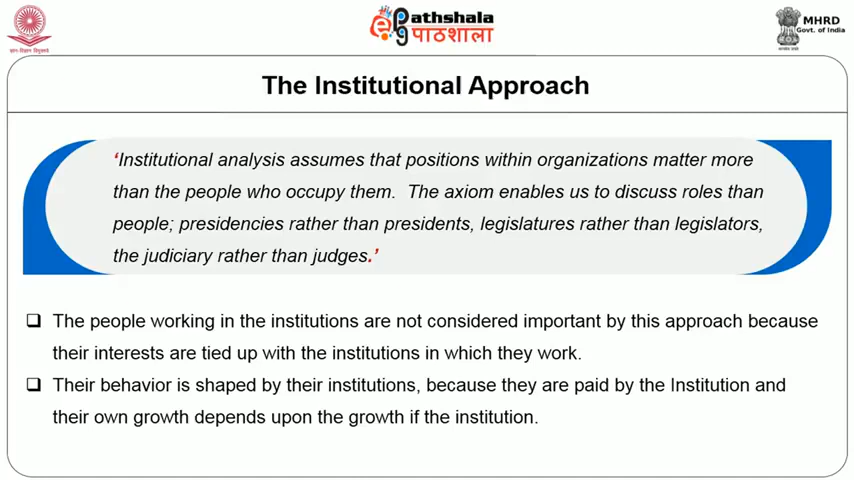 ePathshala
पाठशाला
MHRD
Govt. of India
The Institutional Approach
'Institutional analysis assumes that positions within organizations matter more
than the people who occupy them. The axiom enables us to discuss roles than
people; presidencies rather than presidents, legislatures rather than legislators,
the judiciary rather than judges.'
❑ The people working in the institutions are not considered important by this approach because
their interests are tied up with the institutions in which they work.
❑ Their behavior is shaped by their institutions, because they are paid by the Institution and
their own growth depends upon the growth if the institution.